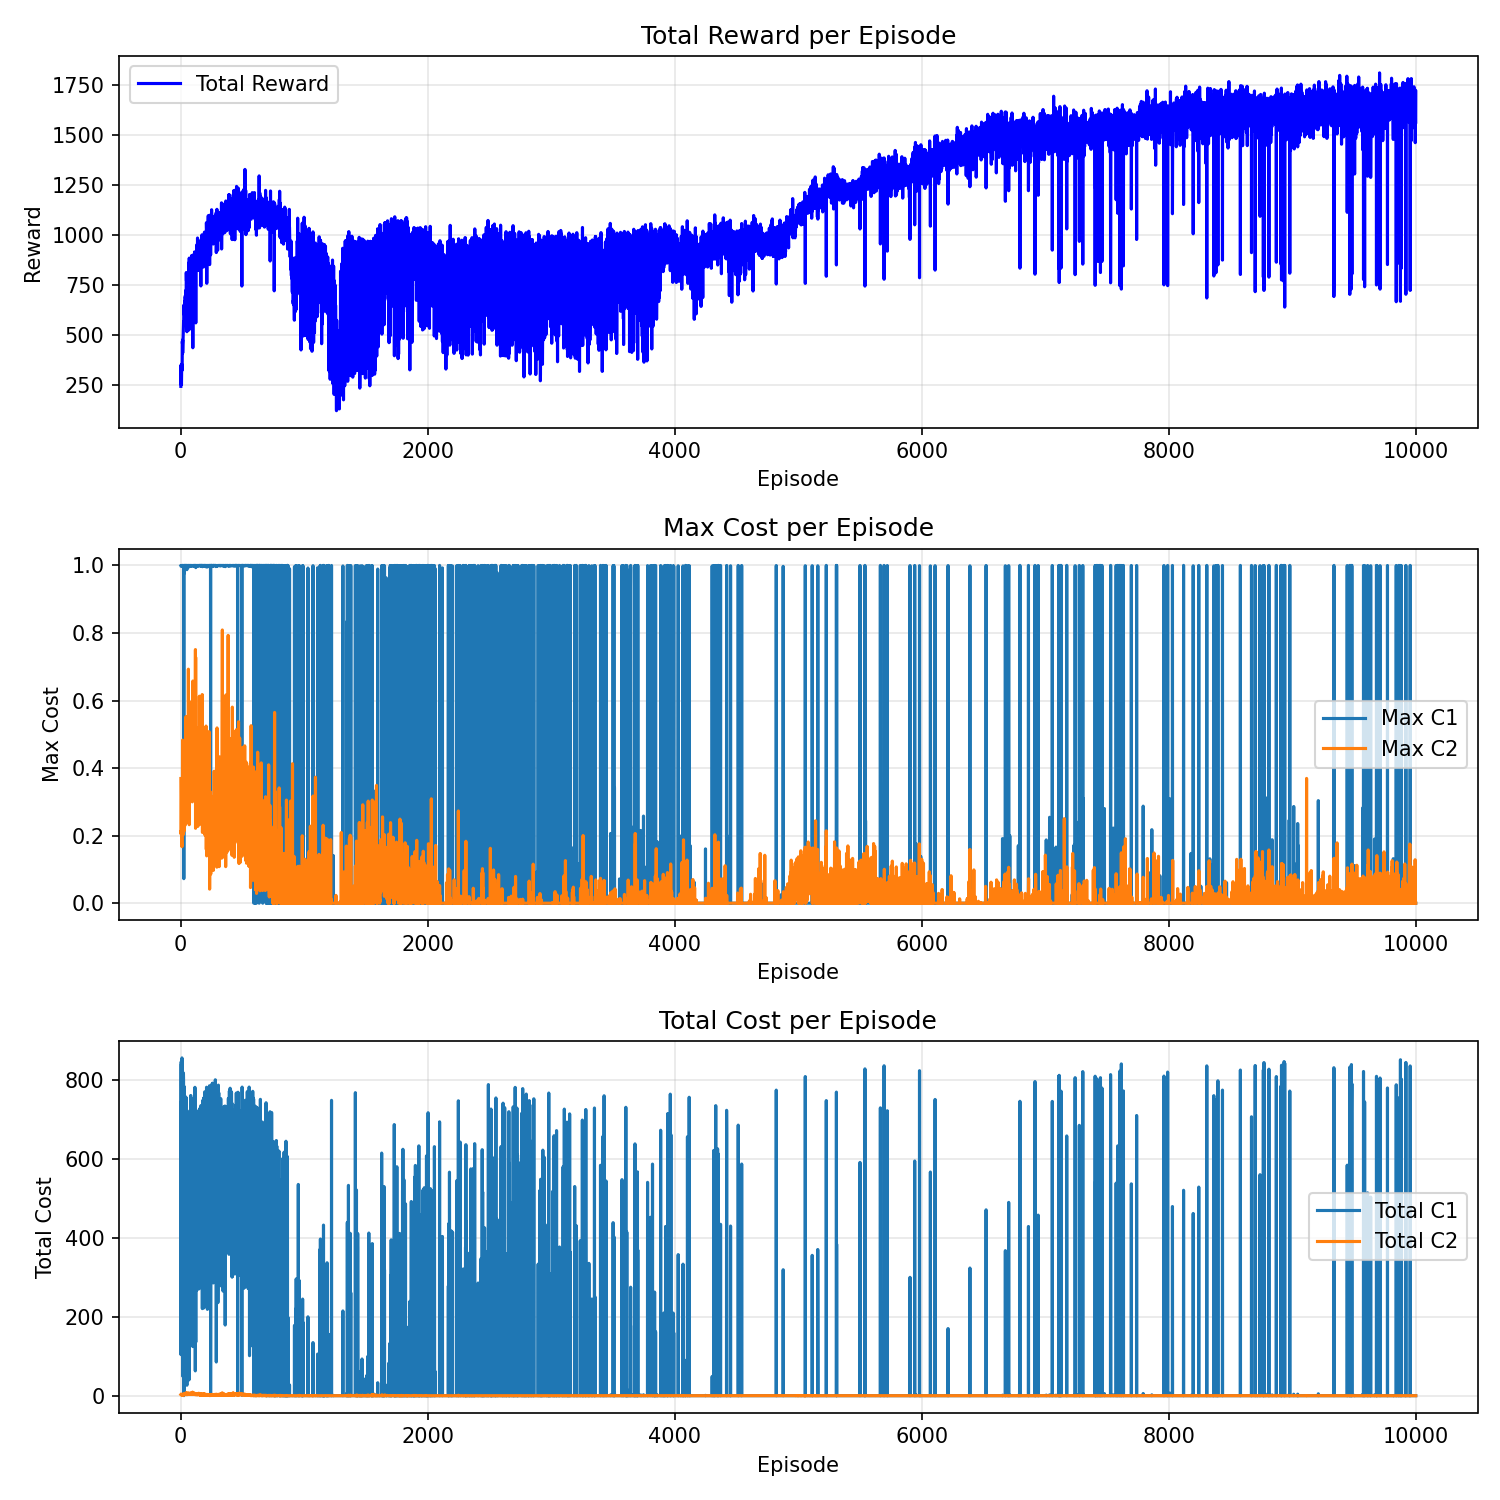 Total Reward per Episode
Total Reward
Reward
1750
1500
1250
1000
750
500
250
0 2000 4000 6000 8000 10000
Episode
Max Cost per Episode
Max Cost
1.0
0.8
0.6
0.4
0.2
0.0
Max C1
Max C2
0 2000 4000 6000 8000 10000
Episode
Total Cost per Episode
Total Cost
800
600
400
200
0
Total C1
Total C2
0 2000 4000 6000 8000 10000
Episode